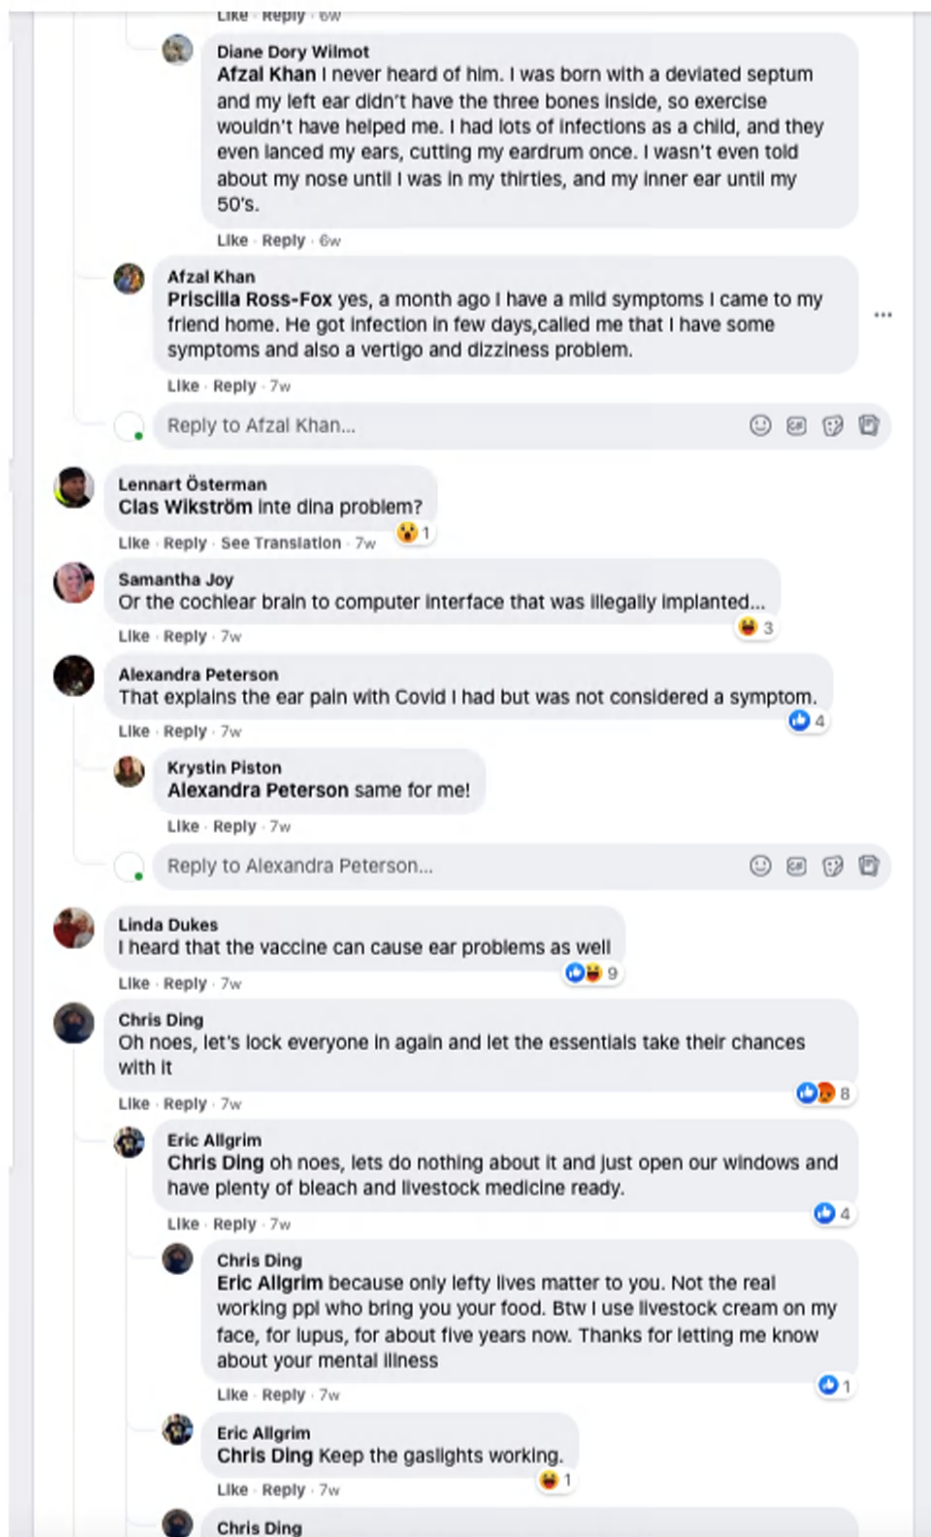 Like · Reply · 6w
Diane Dory Wilmot
Afzal Khan I never heard of him. I was born with a deviated septum
and my left ear didn't have the three bones inside, so exercise
wouldn't have helped me. I had lots of infections as a child, and they
even lanced my ears, cutting my eardrum once. I wasn't even told
about my nose until I was in my thirties, and my inner ear until my
50's.
Like · Reply · 6w
Afzal Khan
Priscilla Ross-Fox yes, a month ago I have a mild symptoms I came to my
friend home. He got infection in few days,called me that I have some
symptoms and also a vertigo and dizziness problem.
Like · Reply · 7w
Reply to Afzal Khan...
Lennart Österman
Clas Wikström inte dina problem?
1
Like · Reply · See Translation · 7w
Samantha Joy
Or the cochlear brain to computer interface that was illegally implanted...
3
Like · Reply · 7w
Alexandra Peterson
That explains the ear pain with Covid I had but was not considered a symptom.
4
Like · Reply · 7w
Krystin Piston
Alexandra Peterson same for me!
Like · Reply · 7w
Reply to Alexandra Peterson...
Linda Dukes
I heard that the vaccine can cause ear problems as well
9
Like · Reply · 7w
Chris Ding
Oh noes, let's lock everyone in again and let the essentials take their chances
with it
8
Like · Reply · 7w
Eric Allgrim
Chris Ding oh noes, lets do nothing about it and just open our windows and
have plenty of bleach and livestock medicine ready.
4
Like · Reply · 7w
Chris Ding
Eric Allgrim because only lefty lives matter to you. Not the real
working ppl who bring you your food. Btw I use livestock cream on my
face, for lupus, for about five years now. Thanks for letting me know
about your mental illness
1
Like · Reply · 7w
Eric Allgrim
Chris Ding Keep the gaslights working.
1
Like · Reply · 7w
Chris Ding